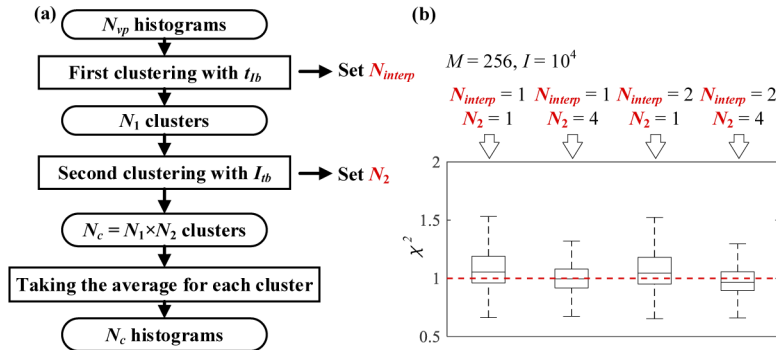 (a)
N_vp histograms
First clustering with t_Ib
Set N_interp
N_1 clusters
Second clustering with I_tb
Set N_2
N_c = N_1×N_2 clusters
Taking the average for each cluster
N_c histograms
(b)
M = 256, I = 10^4
N_interp = 1 N_interp = 1 N_interp = 2 N_interp = 2
N_2 = 1 N_2 = 4 N_2 = 1 N_2 = 4
2
1.5
1
0.5
χ^2